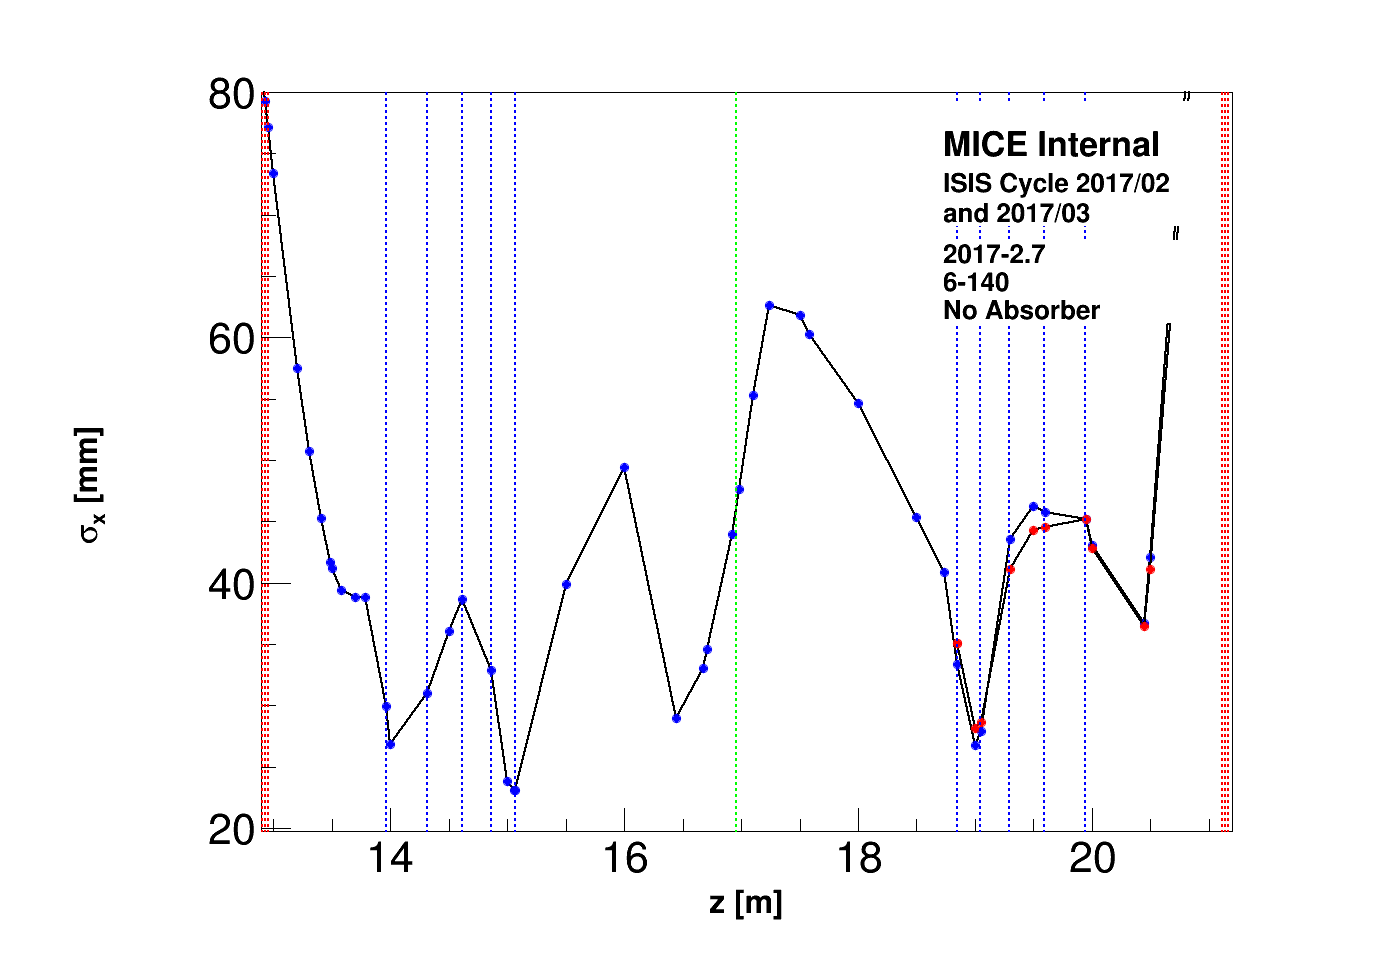 80
60
40
20
σx [mm]
MICE Internal
ISIS Cycle 2017/02
and 2017/03
2017-2.7
6-140
No Absorber
14 16 18 20
z [m]